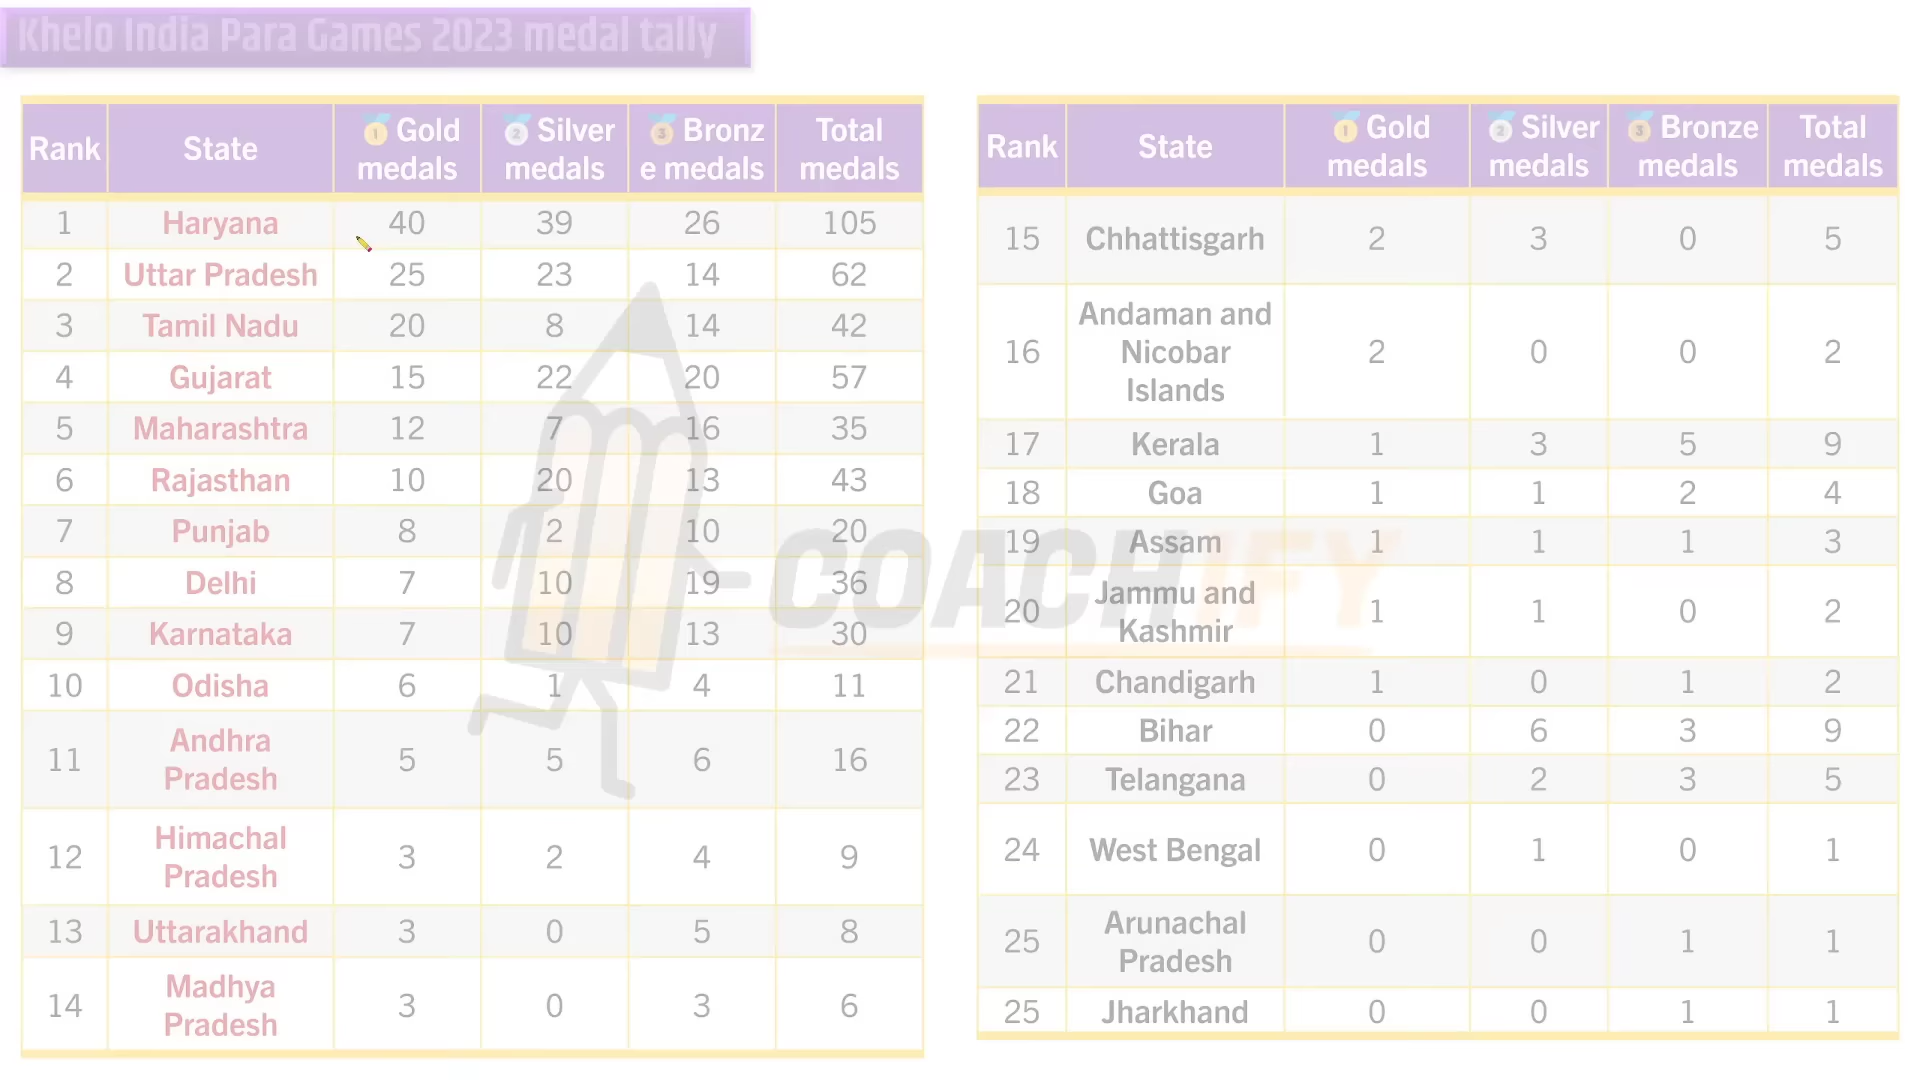 Khelo India Para Games 2023 medal tally
Rank State Gold medals Silver medals Bronz e medals Total medals
1 Haryana 40 39 26 105
2 Uttar Pradesh 25 23 14 62
3 Tamil Nadu 20 8 14 42
4 Gujarat 15 22 20 57
5 Maharashtra 12 7 16 35
6 Rajasthan 10 20 13 43
7 Punjab 8 2 10 20
8 Delhi 7 10 19 36
9 Karnataka 7 10 13 30
10 Odisha 6 1 4 11
11 Andhra Pradesh 5 5 6 16
12 Himachal Pradesh 3 2 4 9
13 Uttarakhand 3 0 5 8
14 Madhya Pradesh 3 0 3 6
Rank State Gold medals Silver medals Bronze medals Total medals
15 Chhattisgarh 2 3 0 5
16 Andaman and Nicobar Islands 2 0 0 2
17 Kerala 1 3 5 9
18 Goa 1 1 2 4
19 Assam 1 1 1 3
20 Jammu and Kashmir 1 1 0 2
21 Chandigarh 1 0 1 2
22 Bihar 0 6 3 9
23 Telangana 0 2 3 5
24 West Bengal 0 1 0 1
25 Arunachal Pradesh 0 0 1 1
25 Jharkhand 0 0 1 1
COACHIFY